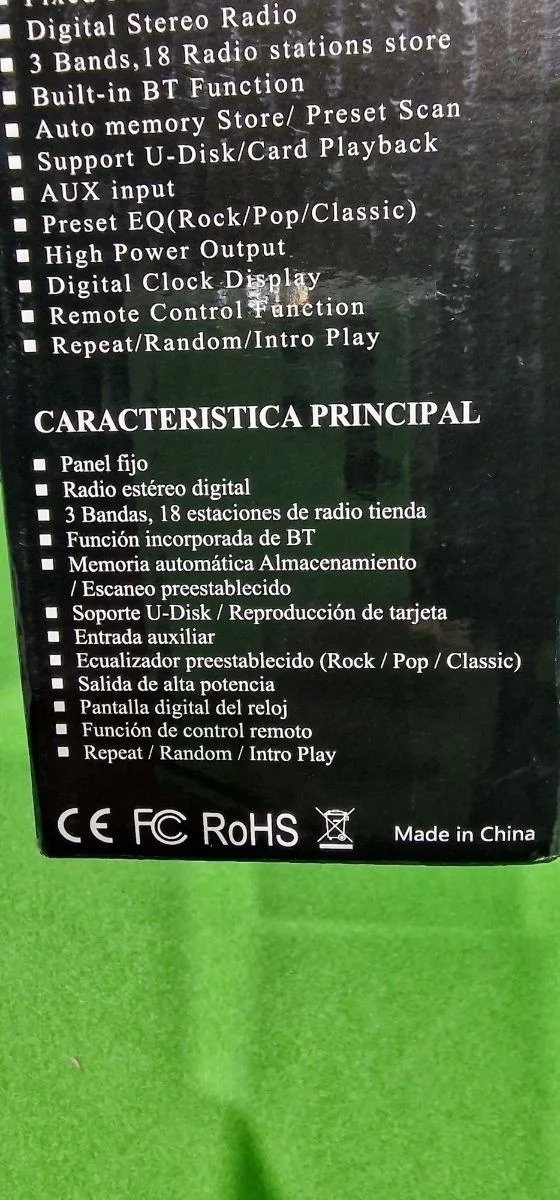 Digital Stereo Radio
3 Bands,18 Radio stations store
Built-in BT Function
Auto memory Store/ Preset Scan
Support U-Disk/Card Playback
AUX input
Preset EQ(Rock/Pop/Classic)
High Power Output
Digital Clock Display
Remote Control Function
Repeat/Random/Intro Play
CARACTERISTICA PRINCIPAL
Panel fijo
Radio estéreo digital
3 Bandas, 18 estaciones de radio tienda
Función incorporada de BT
Memoria automática Almacenamiento
/ Escaneo preestablecido
Soporte U-Disk / Reproducción de tarjeta
Entrada auxiliar
Ecualizador preestablecido (Rock / Pop / Classic)
Salida de alta potencia
Pantalla digital del reloj
Función de control remoto
Repeat / Random / Intro Play
CE FC RoHS Made in China